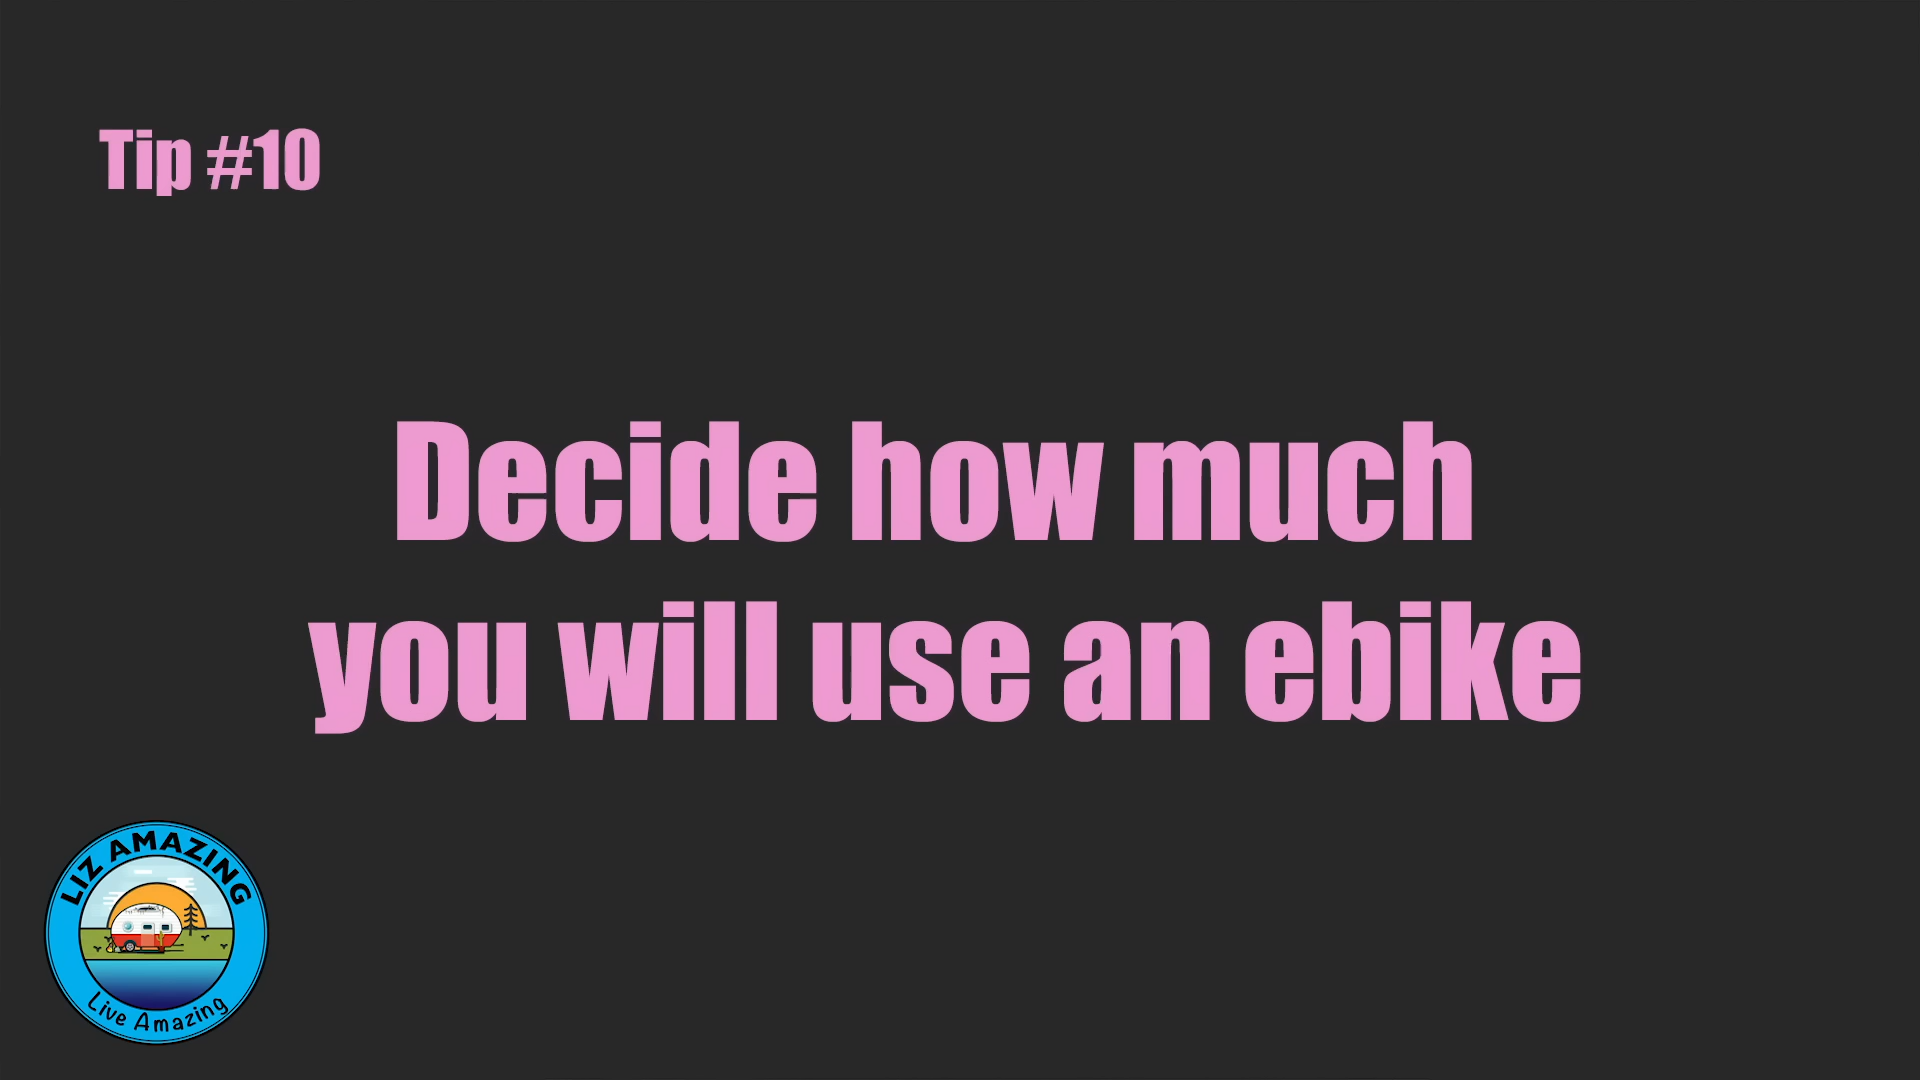 Tip #10
Decide how much
you will use an ebike
LIZ AMAZING
Live Amazing